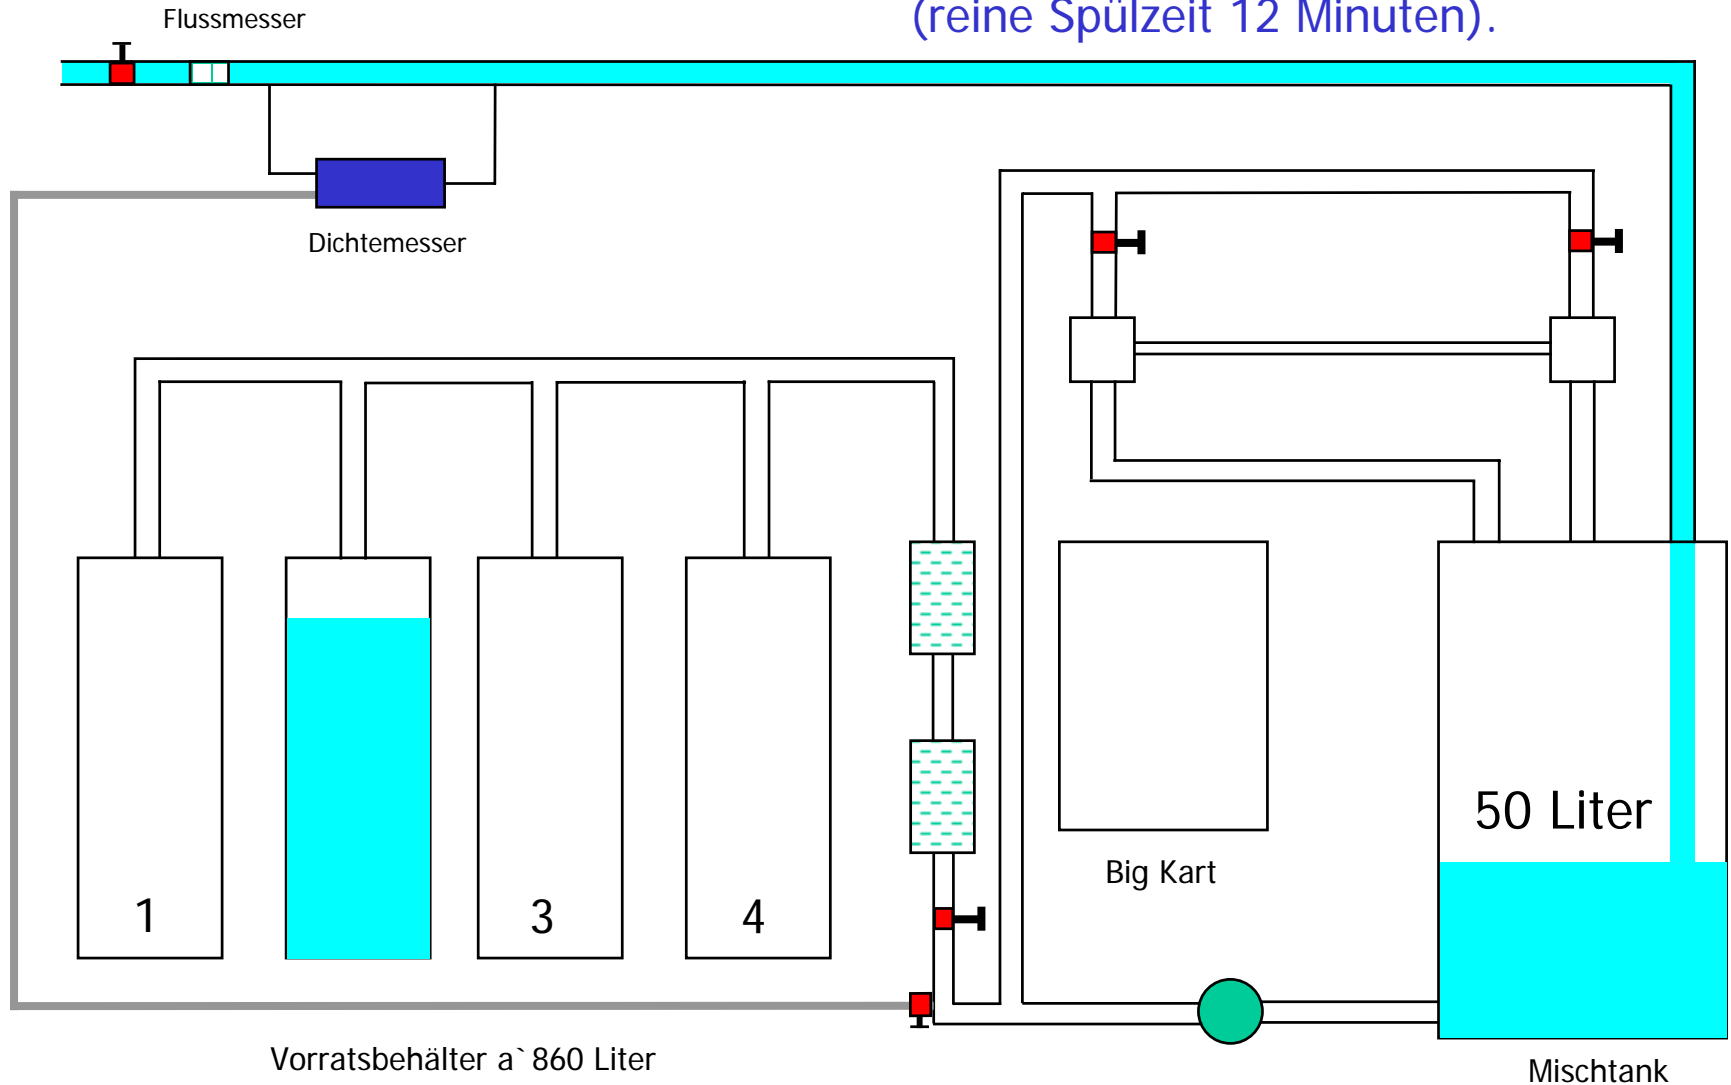 (reine Spülzeit 12 Minuten).
Flussmesser
Dichtemesser
50 Liter
Big Kart
1
3
4
Vorratsbehälter a`860 Liter
Mischtank